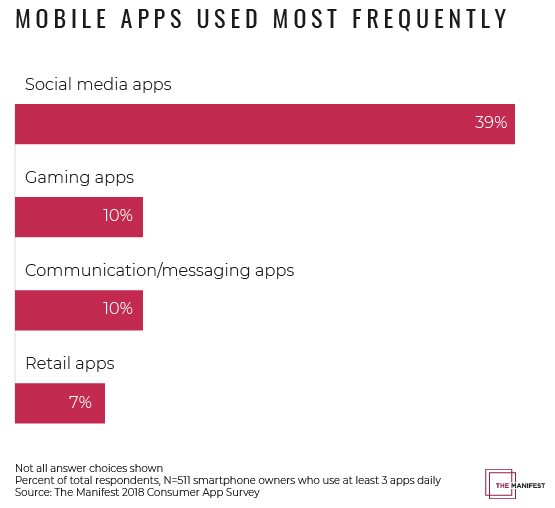 MOBILE APPS USED MOST FREQUENTLY
Social media apps
39%
Gaming apps
10%
Communication/messaging apps
10%
Retail apps
7%
Not all answer choices shown
Percent of total respondents, N=511 smartphone owners who use at least 3 apps daily
Source: The Manifest 2018 Consumer App Survey
THE MANIFEST